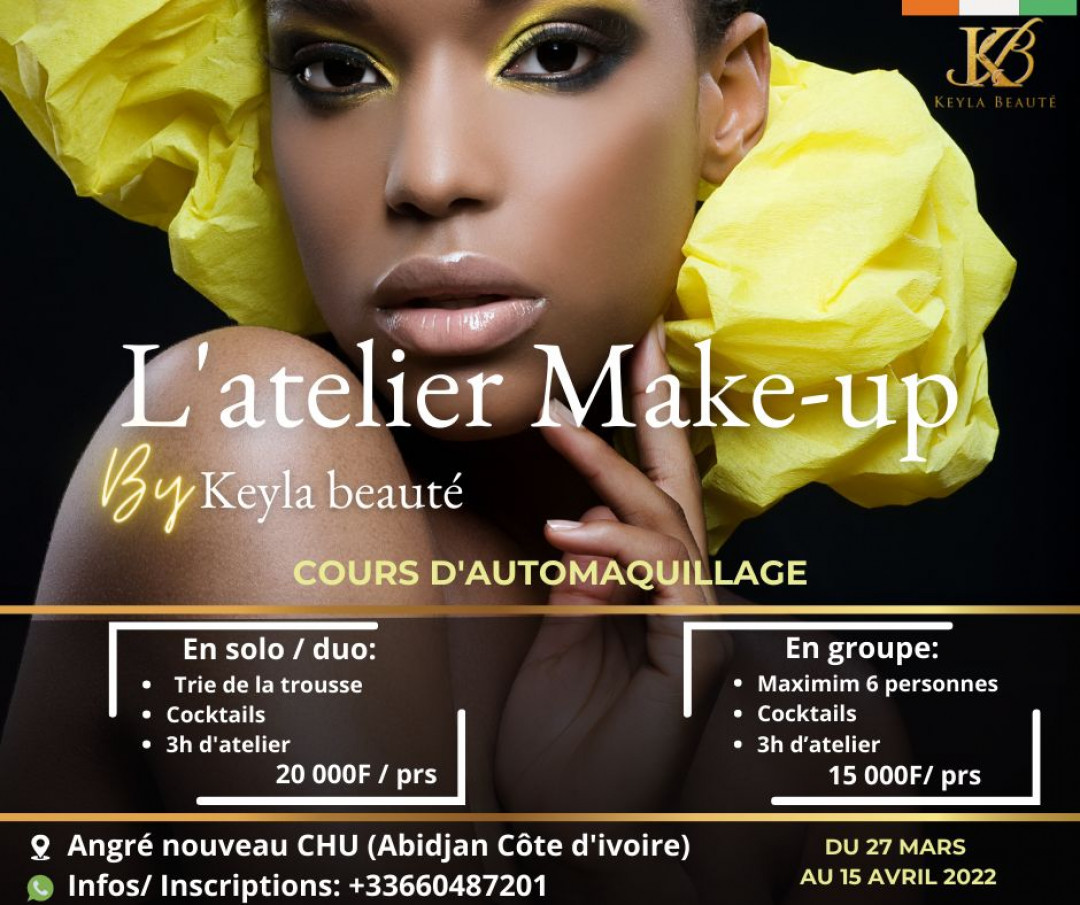 KB
KEYLA BEAUTÉ
L'atelier Make-up
By Keyla beauté
COURS D'AUTOMAQUILLAGE
En solo / duo:
• Trie de la trousse
• Cocktails
• 3h d'atelier
20 000F / prs
En groupe:
• Maximim 6 personnes
• Cocktails
• 3h d’atelier
15 000F/ prs
Angré nouveau CHU (Abidjan Côte d'ivoire)
Infos/ Inscriptions: +33660487201
DU 27 MARS
AU 15 AVRIL 2022